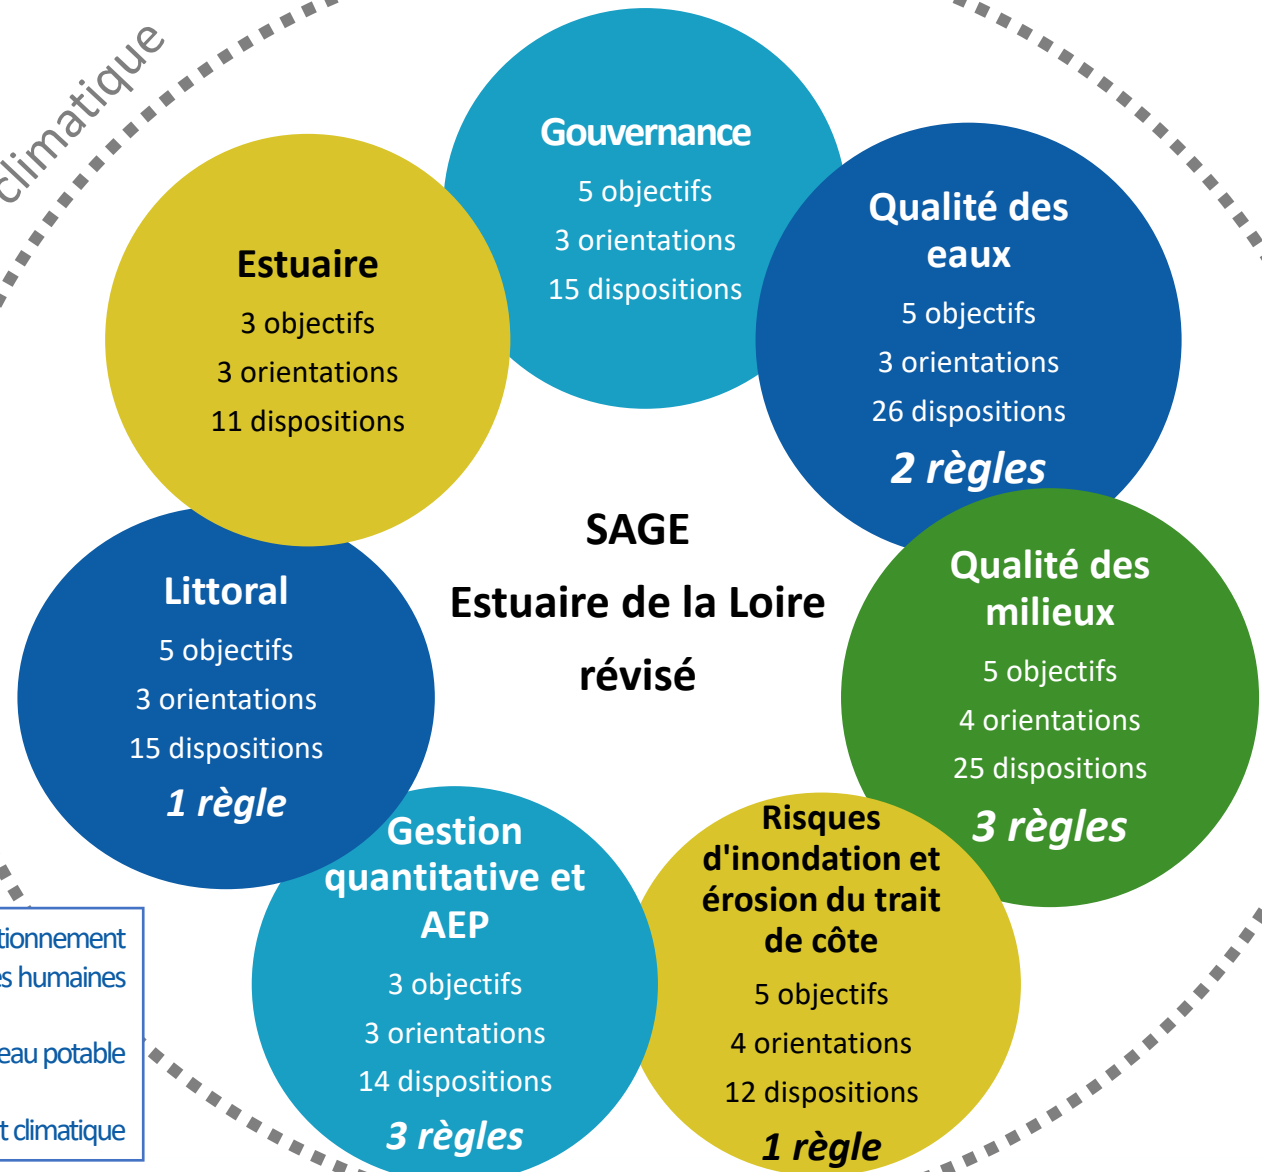 climatique
Gouvernance
5 objectifs
3 orientations
15 dispositions
Qualité des
eaux
5 objectifs
3 orientations
26 dispositions
2 règles
Estuaire
3 objectifs
3 orientations
11 dispositions
SAGE
Estuaire de la Loire
révisé
Qualité des
milieux
5 objectifs
4 orientations
25 dispositions
3 règles
Littoral
5 objectifs
3 orientations
15 dispositions
1 règle
Gestion
quantitative et
AEP
3 objectifs
3 orientations
14 dispositions
3 règles
Risques
d'inondation et
érosion du trait
de côte
5 objectifs
4 orientations
12 dispositions
1 règle
tionnement
es humaines
eau potable
t climatique